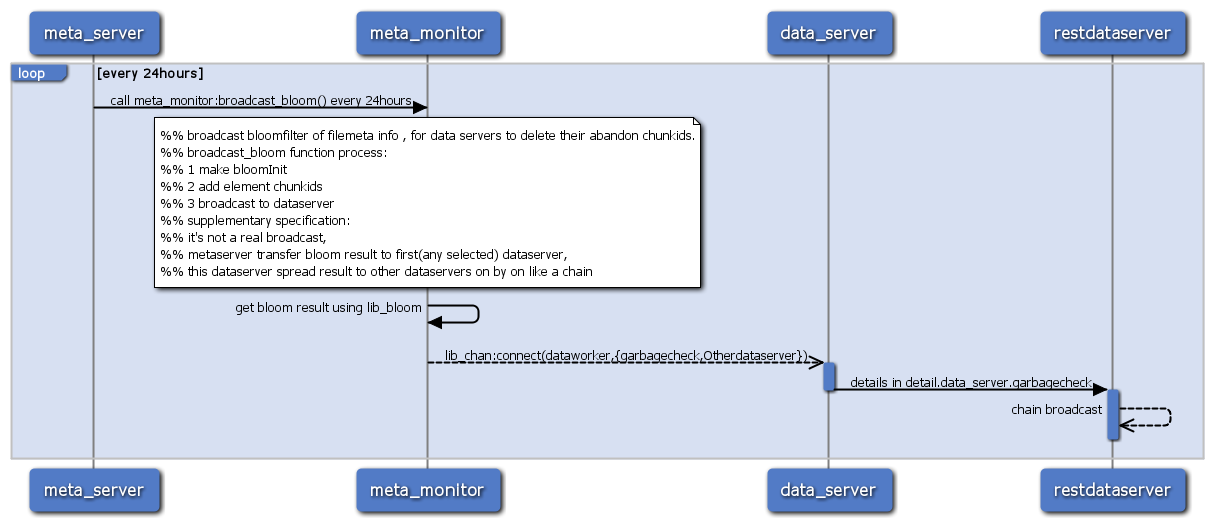 meta_server meta_monitor data_server restdataserver
loop [every 24hours]
call meta_monitor:broadcast_bloom() every 24hours
%% broadcast bloomfilter of filemeta info , for data servers to delete their abandon chunkids.
%% broadcast_bloom function process:
%% 1 make bloomInit
%% 2 add element chunkids
%% 3 broadcast to dataserver
%% supplementary specification:
%% it's not a real broadcast,
%% metaserver transfer bloom result to first(any selected) dataserver,
%% this dataserver spread result to other dataservers on by on like a chain
get bloom result using lib_bloom
lib_chan:connect(dataworker,{garbagecheck,Otherdataserver})
details in detail.data_server.garbagecheck
chain broadcast
meta_server meta_monitor data_server restdataserver